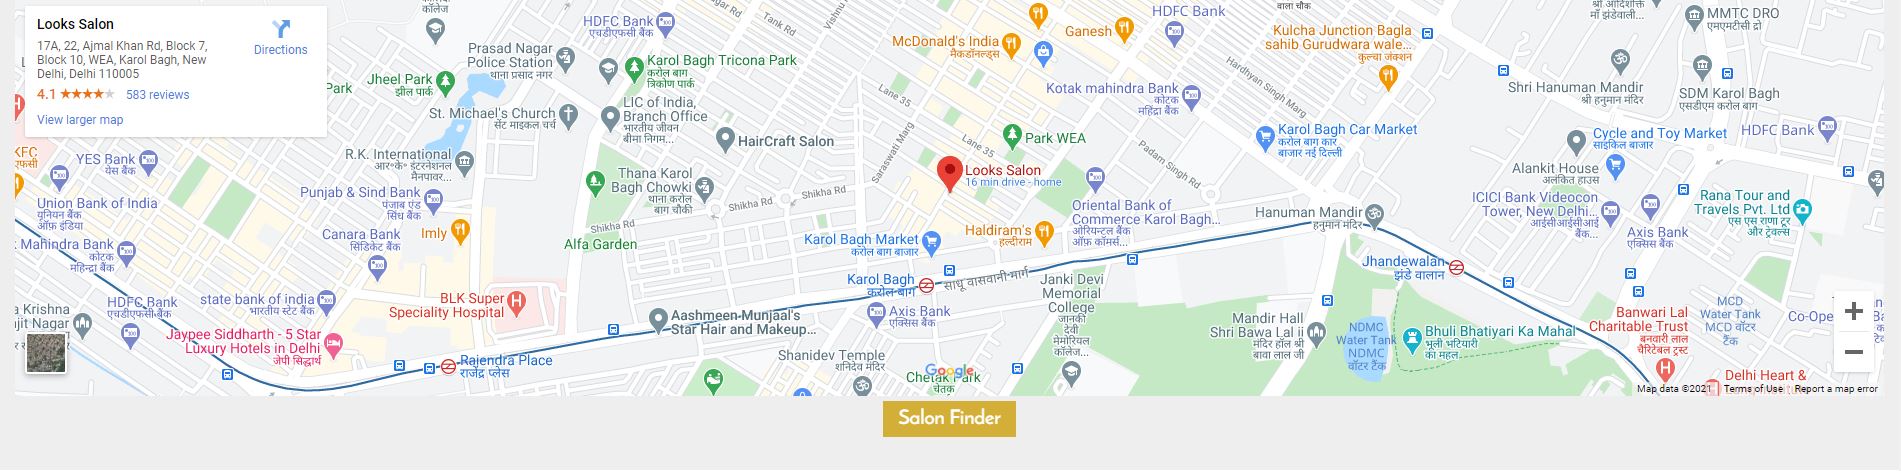 Looks Salon
17A, 22, Ajmal Khan Rd, Block 7,
Block 10, WEA, Karol Bagh, New
Delhi, Delhi 110005
4.1
583 reviews
View larger map
Directions
कॉलेज
HDFC Bank
एचडीएफसी बैंक
Tank Rd
McDonald's India
मैकडॉनल्ड्स
Ganesh
HDFC Bank
वाला चौक
Kulcha Junction Bagla
sahib Gurudwara wale...
कुल्चा जंक्शन
MMTC DRO
एमएमटीसी डीरो
Prasad Nagar
Police Station
थाना प्रसाद नगर
Karol Bagh Tricona Park
करोल बाग
त्रिकोण पार्क
Hardhyan Singh Marg
Shri Hanuman Mandir
श्री हनुमान मंदिर
SDM Karol Bagh
एसडीएम करोल बाग
Jheel Park
झील पार्क
Park
Lane 35
Kotak mahindra Bank
कोटक
महिंद्रा बैंक
St. Michael's Church
सेंट माइकल चर्च
LIC of India,
Branch Office
भारतीय जीवन
बीमा निगम...
HairCraft Salon
Saraswati Marg
Lane 35
Park WEA
Karol Bagh Car Market
करोल बाग कार
बाजार नई दिल्ली
Cycle and Toy Market
साइकिल बाजार
HDFC Bank
KFC
YES Bank
येस बैंक
R.K. International
आर॰के॰ इंटरनेशनल
मैनपावर...
Padam Singh Rd
Alankit House
अलंकित हाउस
Thana Karol
Bagh Chowki
थाना करोल
बाग चौकी
Looks Salon
16 min drive - home
Shikha Rd
Shikha Rd
Shikha Rd
Punjab & Sind Bank
पंजाब एंड
सिंध बैंक
Union Bank of India
यूनियन बैंक
ऑफ़ इंडिया
Oriental Bank of
Commerce Karol Bagh...
ओरियन्टल बैंक
ऑफ़ कॉमर्स...
Hanuman Mandir
हनुमान मंदिर
ICICI Bank Videocon
Tower, New Delhi...
आईसीआईसीआई
बैंक...
Rana Tour and
Travels Pvt. Ltd
एस एस राणा टूर
और ट्रेवल्स
Axis Bank
एक्सिस बैंक
Canara Bank
सिंडिकेट बैंक
Imly
Alfa Garden
Karol Bagh Market
करोल बाग बाजार
Haldiram's
हल्दीराम
Mahindra Bank
कोटक
महिन्द्रा बैंक
Karol Bagh
करोल बाग
साधू वासवानी मार्ग
Jhandewalan
झंडे वालान
Janki Devi
Memorial
College
जानकी
देवी
मेमोरियल
कॉलेज...
HDFC Bank
एचडीएफसी बैंक
state bank of india
भारतीय स्टेट बैंक
BLK Super
Speciality Hospital
Aashmeen Munjaal's
Star Hair and Makeup...
Axis Bank
एक्सिस बैंक
Jaypee Siddharth - 5 Star
Luxury Hotels in Delhi
जेपी सिद्धार्थ
Rajendra Place
राजेंद्र प्लेस
Shanidev Temple
शनिदेव मंदिर
Chetak Park
चेतक
Google
Mandir Hall
Shri Bawa Lal ji
मंदिर हॉल श्री
बावा लाल जी
NDMC
Water Tank
NDMC
वॉटर टैंक
Bhuli Bhatiyari Ka Mahal
भूली भटियारी
का महल
Banwari Lal
Charitable Trust
बनवारी लाल
चैरिटेबल ट्रस्ट
MCD
Water Tank
MCD वॉटर
टैंक
Delhi Heart &
Map data ©2021
Terms of Use
Report a map error
Salon Finder